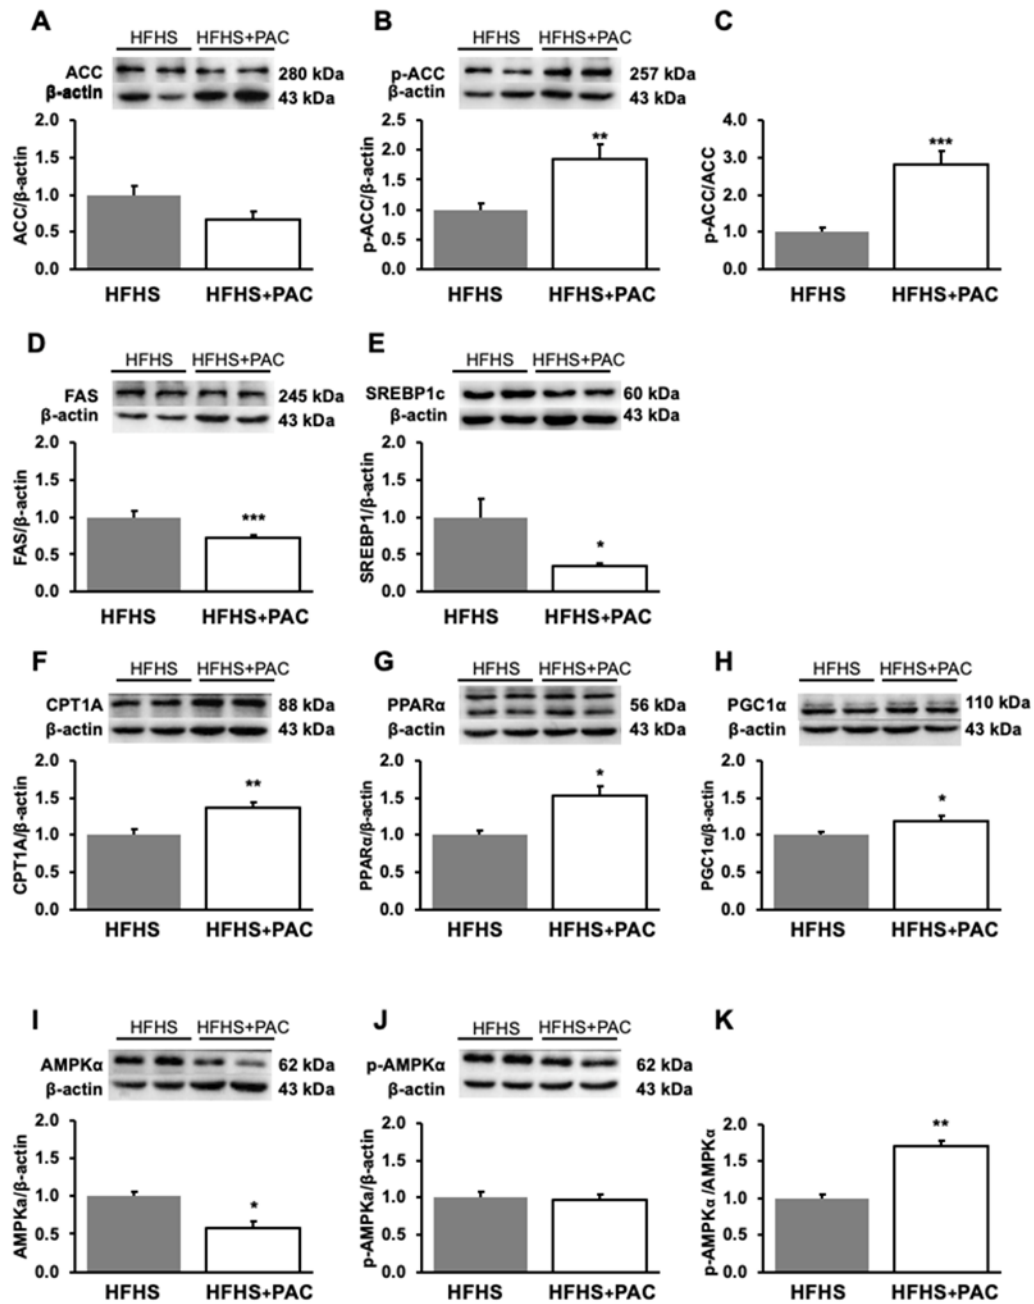 A
HFHS HFHS+PAC
ACC 280 kDa
β-actin 43 kDa
2.0
1.5
1.0
0.5
0.0
ACC/β-actin
HFHS HFHS+PAC
B
HFHS HFHS+PAC
p-ACC 257 kDa
β-actin 43 kDa
2.5
2.0
1.5
1.0
0.5
0.0
p-ACC/β-actin
**
HFHS HFHS+PAC
C
4.0
3.0
2.0
1.0
0.0
p-ACC/ACC
***
HFHS HFHS+PAC
D
HFHS HFHS+PAC
FAS 245 kDa
β-actin 43 kDa
2.0
1.5
1.0
0.5
0.0
FAS/β-actin
***
HFHS HFHS+PAC
E
HFHS HFHS+PAC
SREBP1c 60 kDa
β-actin 43 kDa
2.0
1.5
1.0
0.5
0.0
SREBP1/β-actin
*
HFHS HFHS+PAC
F
HFHS HFHS+PAC
CPT1A 88 kDa
β-actin 43 kDa
2.0
1.5
1.0
0.5
0.0
CPT1A/β-actin
**
HFHS HFHS+PAC
G
HFHS HFHS+PAC
PPARα 56 kDa
β-actin 43 kDa
2.0
1.5
1.0
0.5
0.0
PPARα/β-actin
*
HFHS HFHS+PAC
H
HFHS HFHS+PAC
PGC1α 110 kDa
β-actin 43 kDa
2.0
1.5
1.0
0.5
0.0
PGC1α/β-actin
*
HFHS HFHS+PAC
I
HFHS HFHS+PAC
AMPKα 62 kDa
β-actin 43 kDa
2.0
1.5
1.0
0.5
0.0
AMPKa/β-actin
*
HFHS HFHS+PAC
J
HFHS HFHS+PAC
p-AMPKα 62 kDa
β-actin 43 kDa
2.0
1.5
1.0
0.5
0.0
p-AMPKa/β-actin
HFHS HFHS+PAC
K
2.0
1.5
1.0
0.5
0.0
p-AMPKα/AMPKα
**
HFHS HFHS+PAC